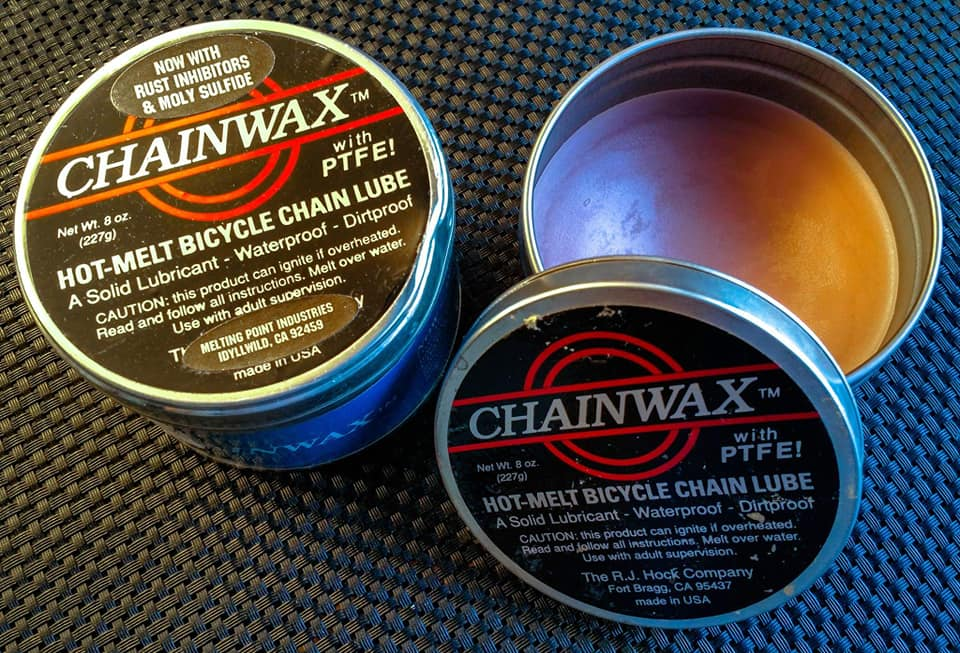 NOW WITH
RUST INHIBITORS
& MOLY SULFIDE
CHAINWAX™
with
PTFE!
Net Wt. 8 oz.
(227g)
HOT-MELT BICYCLE CHAIN LUBE
A Solid Lubricant - Waterproof - Dirtproof
CAUTION: this product can ignite if overheated.
Read and follow all instructions. Melt over water.
Use with adult supervision.
MELTING POINT INDUSTRIES
IDYLLWILD, CA 92459
made in USA
CHAINWAX
CHAINWAX™
with
PTFE!
Net Wt. 8 oz.
(227g)
HOT-MELT BICYCLE CHAIN LUBE
A Solid Lubricant - Waterproof - Dirtproof
CAUTION: this product can ignite if overheated.
Read and follow all instructions. Melt over water.
Use with adult supervision.
The R.J. Hock Company
Fort Bragg, CA 95437
made in USA